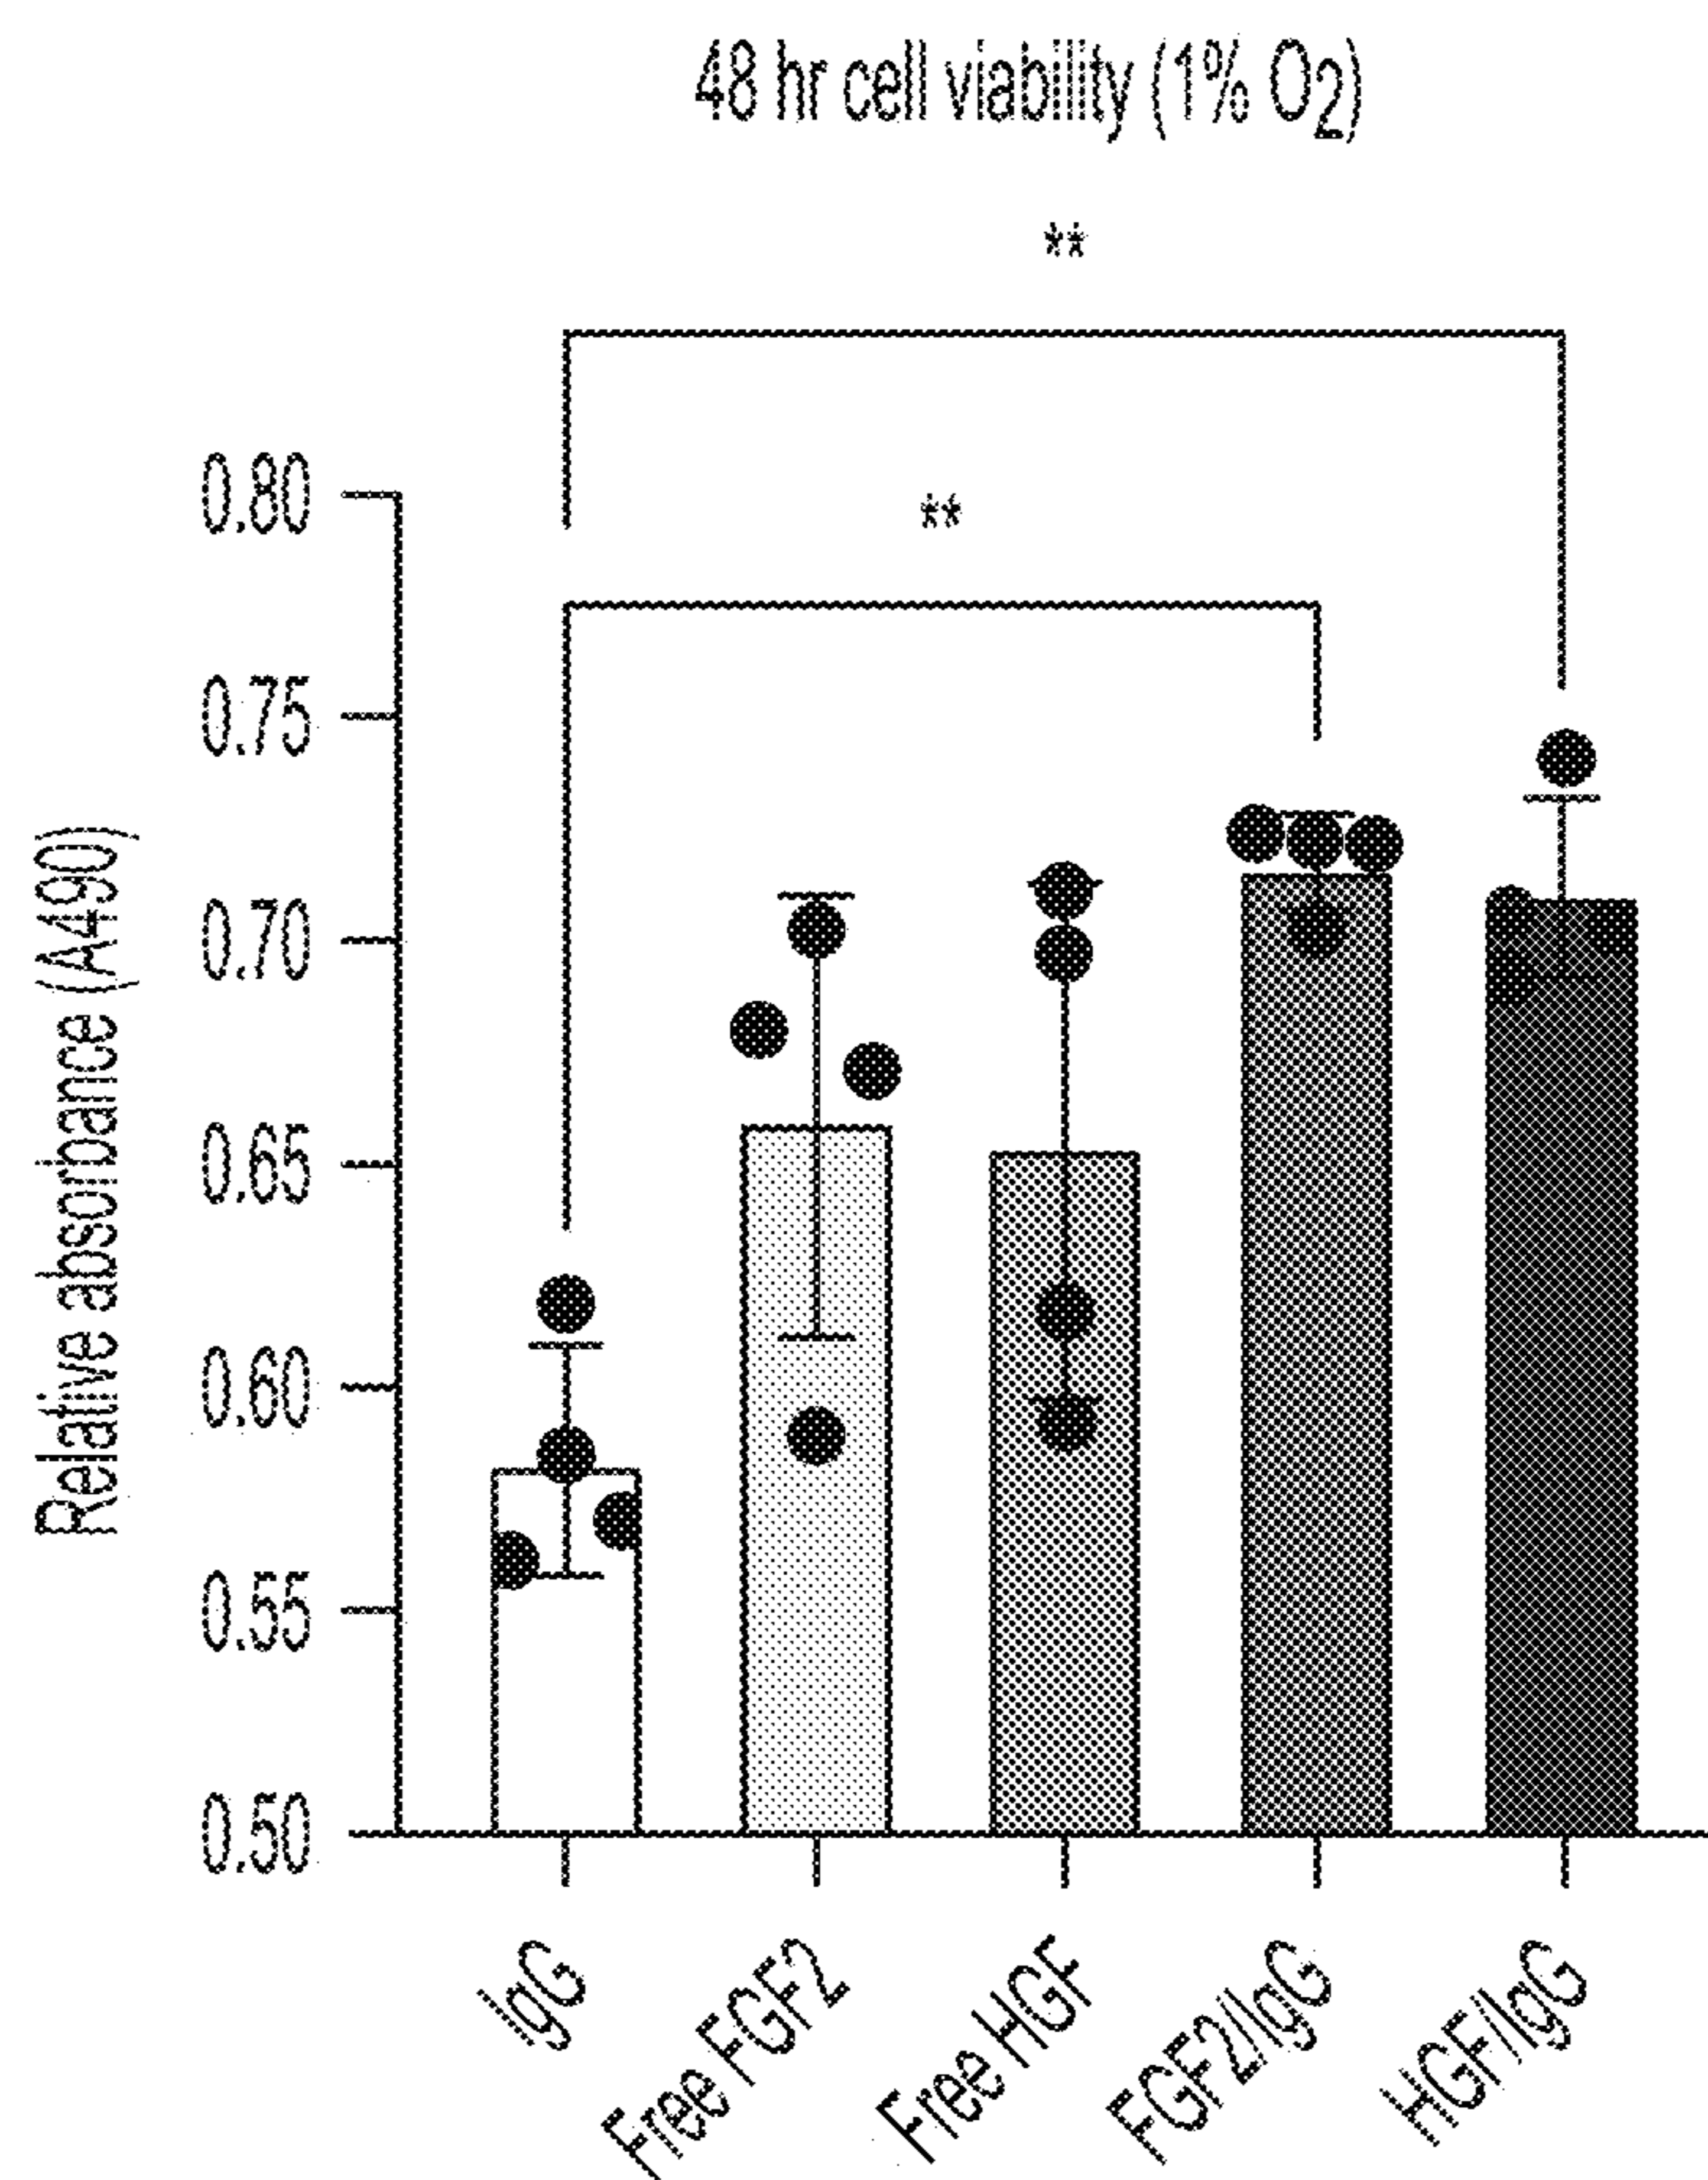 48 hr cell viability (1% O2)
**
**
0.80
0.75
0.70
0.65
0.60
0.55
0.50
Relative absorbance (A490)
IgG
Free FGF2
Free HGF
FGF2/IgG
HGF/IgG